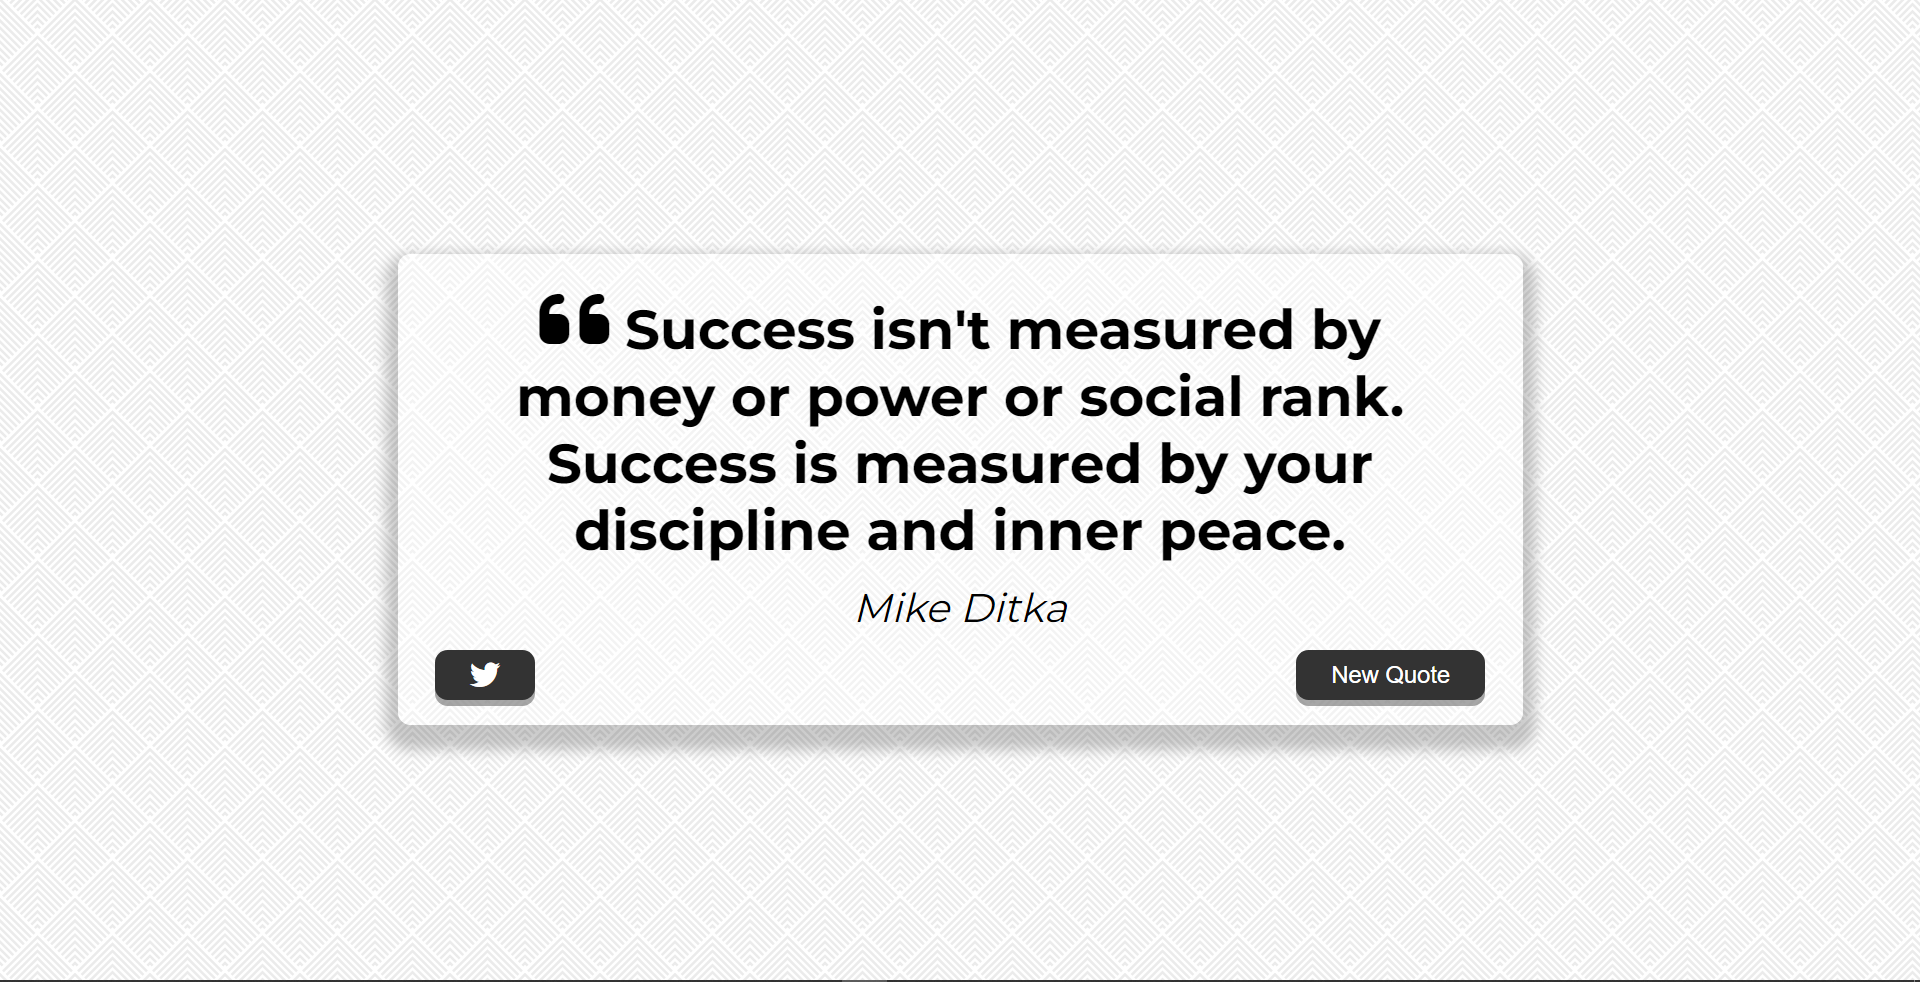 “ Success isn't measured by
money or power or social rank.
Success is measured by your
discipline and inner peace.
Mike Ditka
New Quote